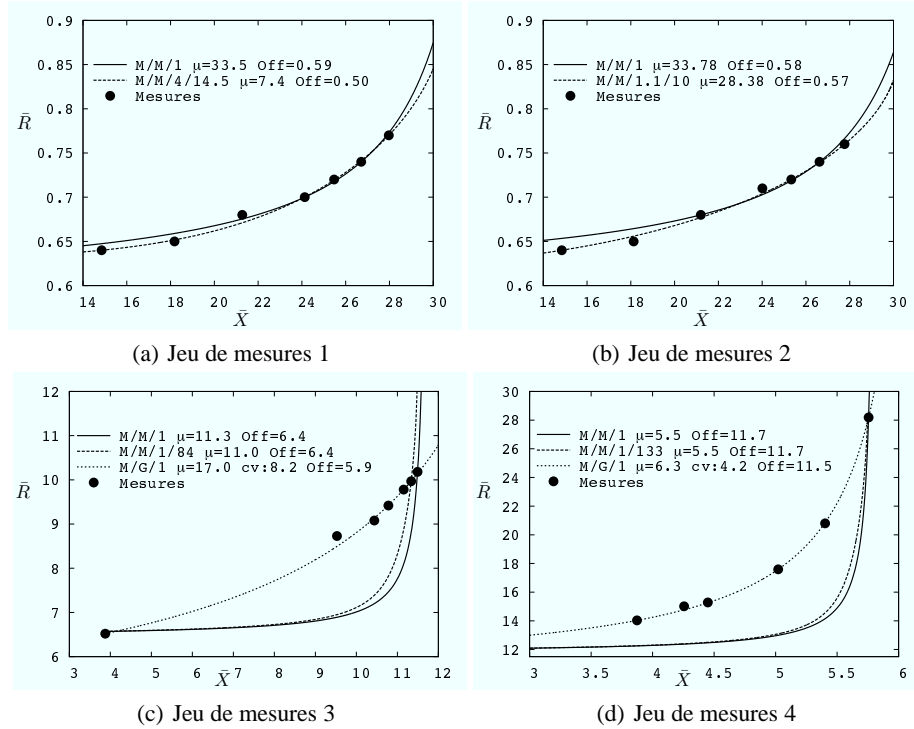 0.9
0.85
0.8
0.75
0.7
0.65
0.6
R̄
M/M/1 μ=33.5 Off=0.59
M/M/4/14.5 μ=7.4 Off=0.50
Mesures
14 16 18 20 22 24 26 28 30
X̄
(a) Jeu de mesures 1
0.9
0.85
0.8
0.75
0.7
0.65
0.6
R̄
M/M/1 μ=33.78 Off=0.58
M/M/1.1/10 μ=28.38 Off=0.57
Mesures
14 16 18 20 22 24 26 28 30
X̄
(b) Jeu de mesures 2
12
11
10
9
8
7
6
R̄
M/M/1 μ=11.3 Off=6.4
M/M/1/84 μ=11.0 Off=6.4
M/G/1 μ=17.0 cv:8.2 Off=5.9
Mesures
3 4 5 6 7 8 9 10 11 12
X̄
(c) Jeu de mesures 3
30
28
26
24
22
20
18
16
14
12
R̄
M/M/1 μ=5.5 Off=11.7
M/M/1/133 μ=5.5 Off=11.7
M/G/1 μ=6.3 cv:4.2 Off=11.5
Mesures
3 3.5 4 4.5 5 5.5 6
X̄
(d) Jeu de mesures 4